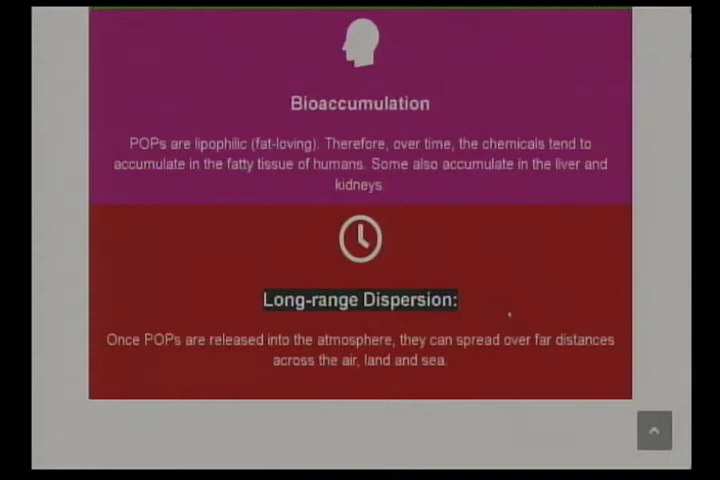 Bioaccumulation
POPs are lipophilic (fat-loving). Therefore, over time, the chemicals tend to
accumulate in the fatty tissue of humans. Some also accumulate in the liver and
kidneys.
Long-range Dispersion:
Once POPs are released into the atmosphere, they can spread over far distances
across the air, land and sea.